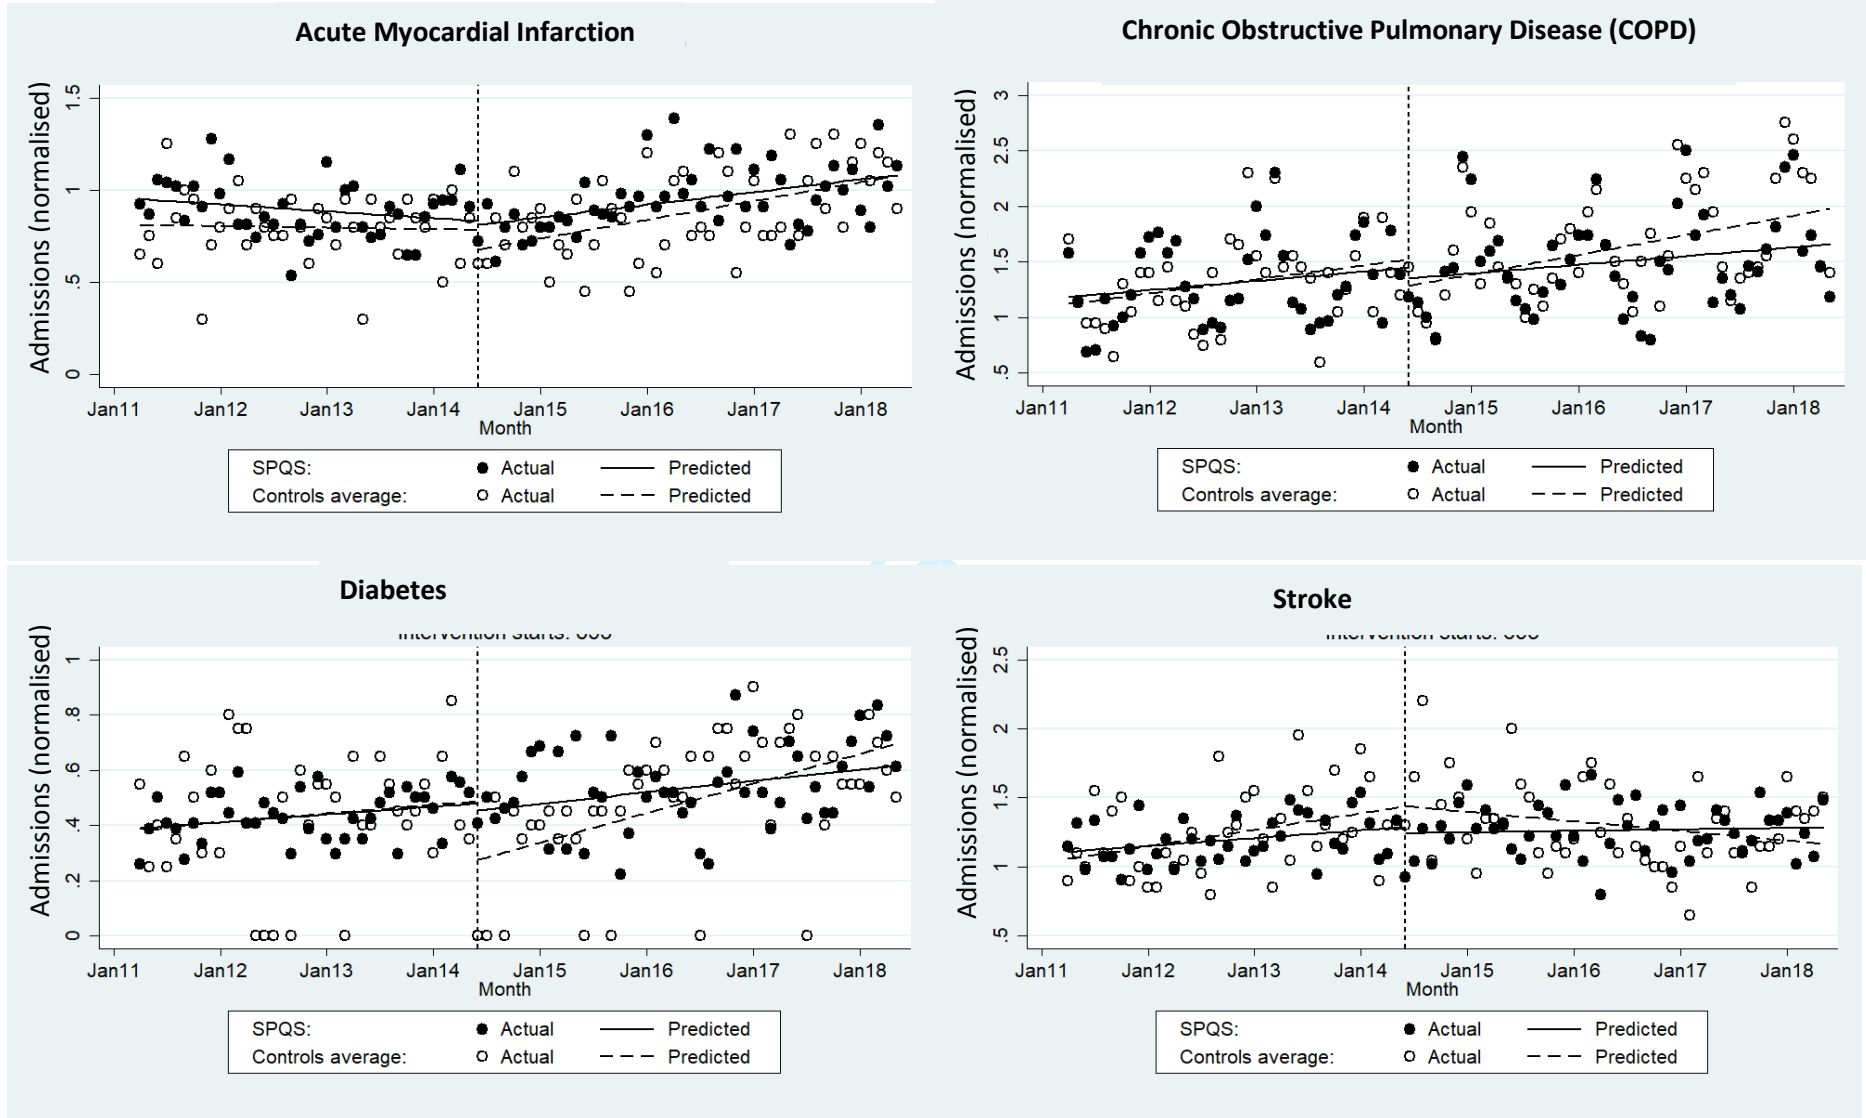 Acute Myocardial Infarction
Admissions (normalised)
1.5
1
.5
0
Jan11 Jan12 Jan13 Jan14 Jan15 Jan16 Jan17 Jan18
Month
SPQS: Actual Predicted
Controls average: Actual Predicted
Chronic Obstructive Pulmonary Disease (COPD)
Admissions (normalised)
3
2.5
2
1.5
1
.5
Jan11 Jan12 Jan13 Jan14 Jan15 Jan16 Jan17 Jan18
Month
SPQS: Actual Predicted
Controls average: Actual Predicted
Diabetes
Intervention starts:
Admissions (normalised)
1
.8
.6
.4
.2
0
Jan11 Jan12 Jan13 Jan14 Jan15 Jan16 Jan17 Jan18
Month
SPQS: Actual Predicted
Controls average: Actual Predicted
Stroke
Intervention starts:
Admissions (normalised)
2.5
2
1.5
1
.5
Jan11 Jan12 Jan13 Jan14 Jan15 Jan16 Jan17 Jan18
Month
SPQS: Actual Predicted
Controls average: Actual Predicted